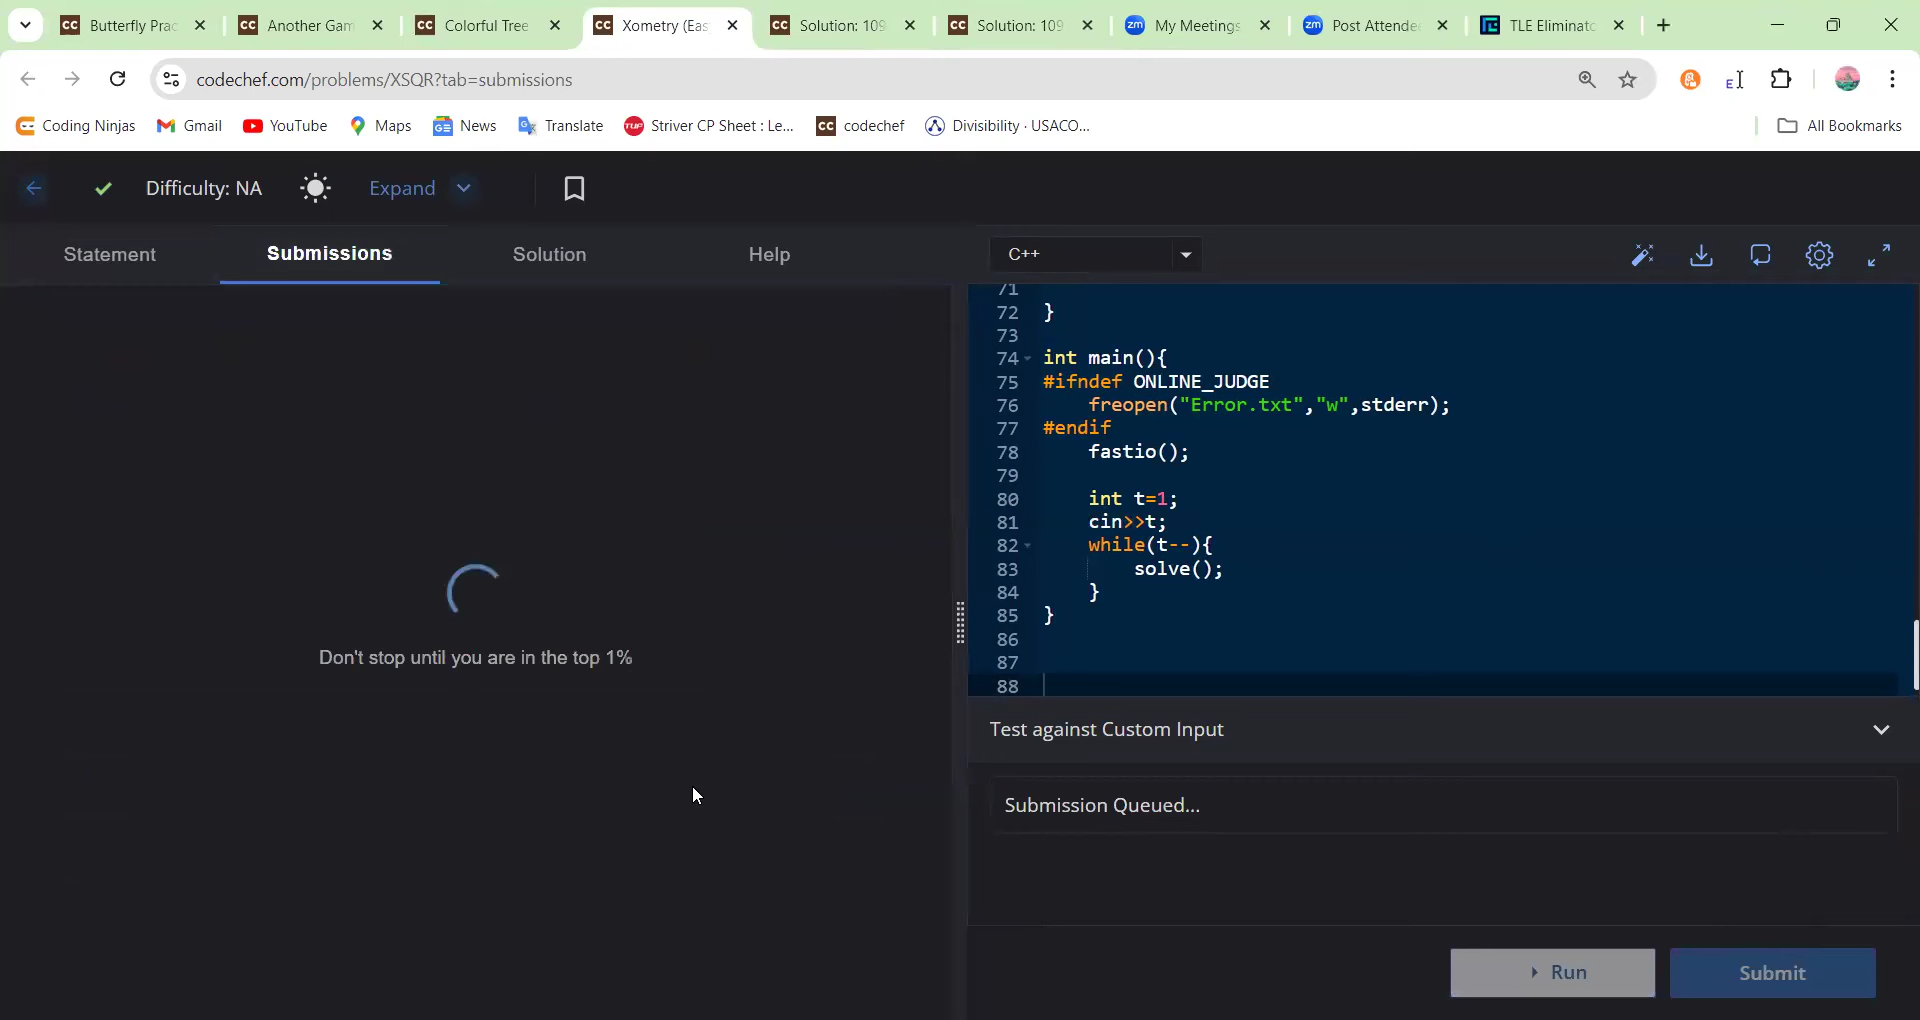 Butterfly Prac
Another Gam
Colorful Tree
Xometry (Eas
Solution: 109
Solution: 109
My Meetings
Post Attende
TLE Eliminato
codechef.com/problems/XSQR?tab=submissions
Coding Ninjas
Gmail
YouTube
Maps
News
Translate
Striver CP Sheet : Le...
codechef
Divisibility · USACO...
All Bookmarks
Difficulty: NA
Expand
Statement
Submissions
Solution
Help
C++
71
72 }
73
74 int main(){
75 #ifndef ONLINE_JUDGE
76 freopen("Error.txt","w",stderr);
77 #endif
78 fastio();
79
80 int t=1;
81 cin>>t;
82 while(t--){
83 solve();
84 }
85 }
86
87
88
Don't stop until you are in the top 1%
Test against Custom Input
Submission Queued...
Run
Submit